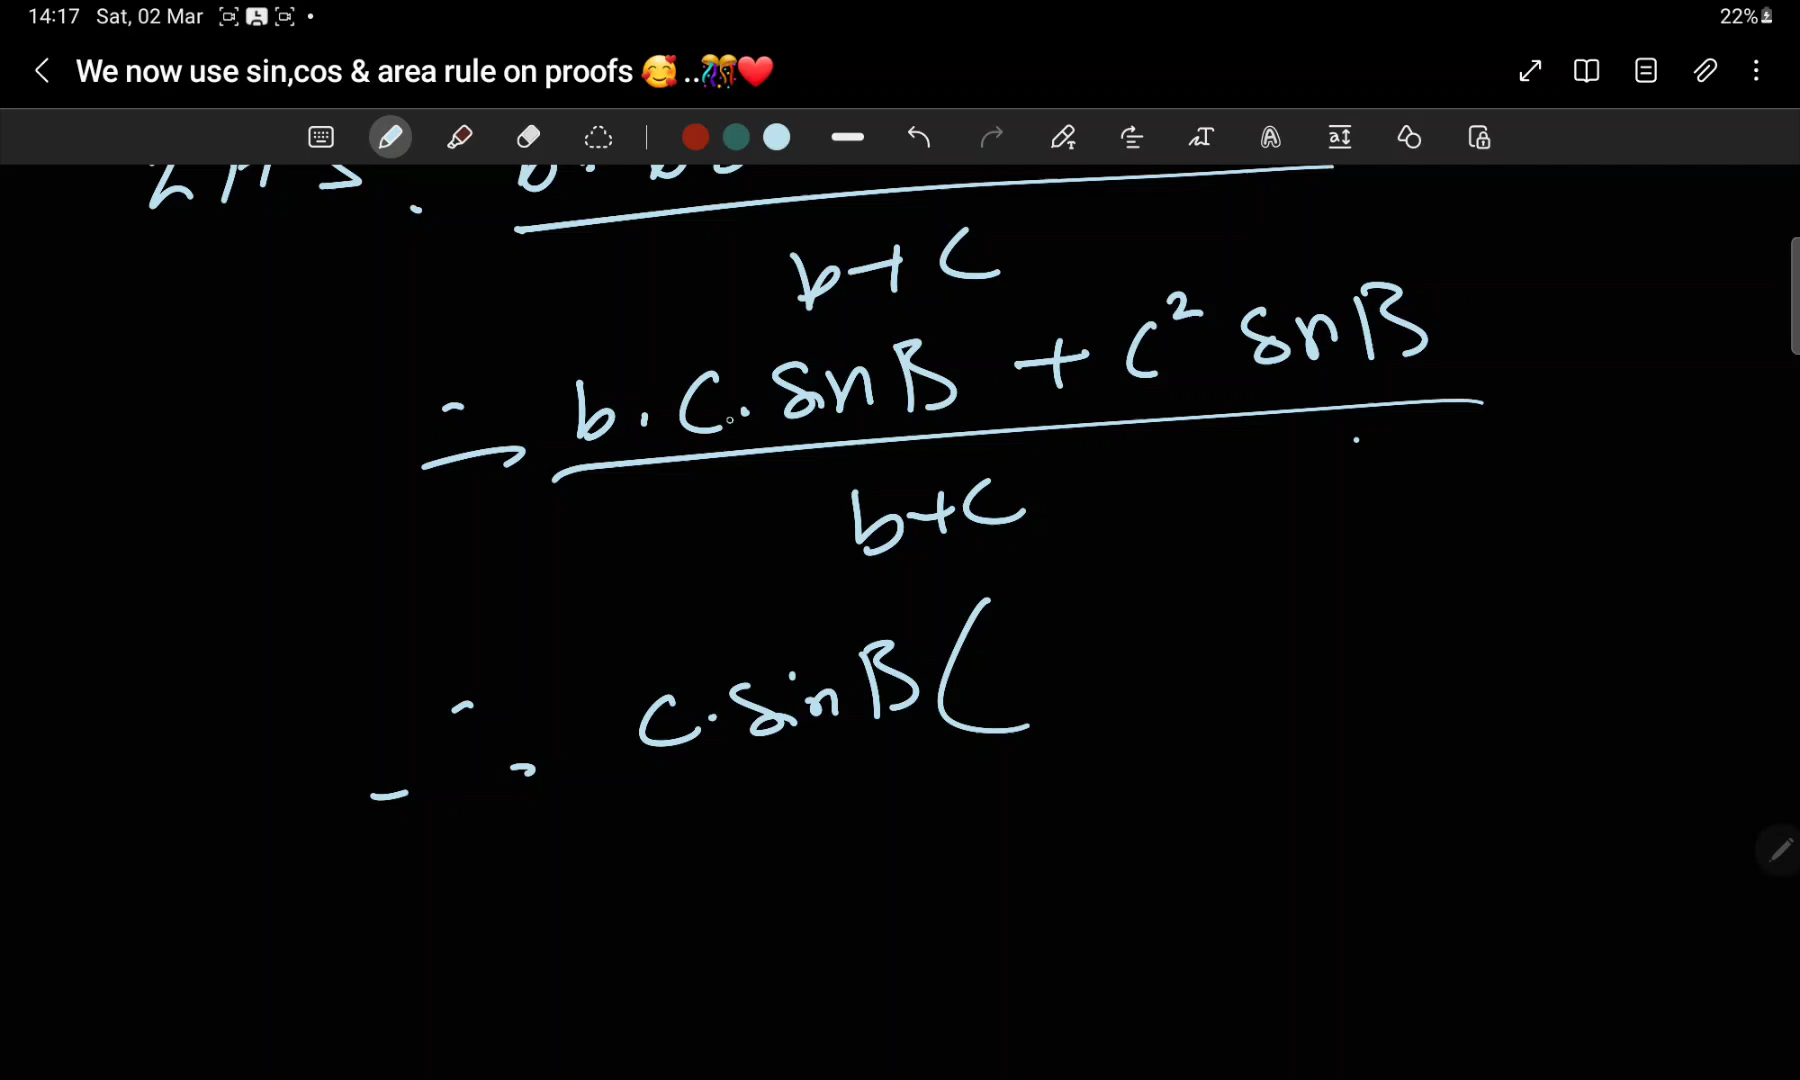 14:17 Sat, 02 Mar
22%
We now use sin,cos & area rule on proofs 🥰 ..🎊❤️
LHS.
b+c
= b.c.sinB + c² sinB
b+c
= c.sinB(